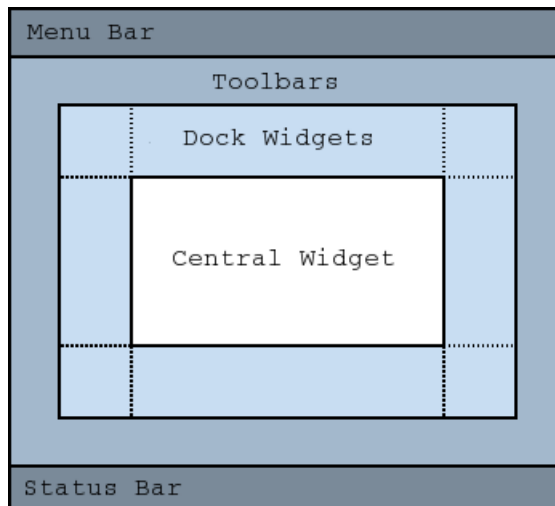 Menu Bar
Toolbars
Dock Widgets
Central Widget
Status Bar